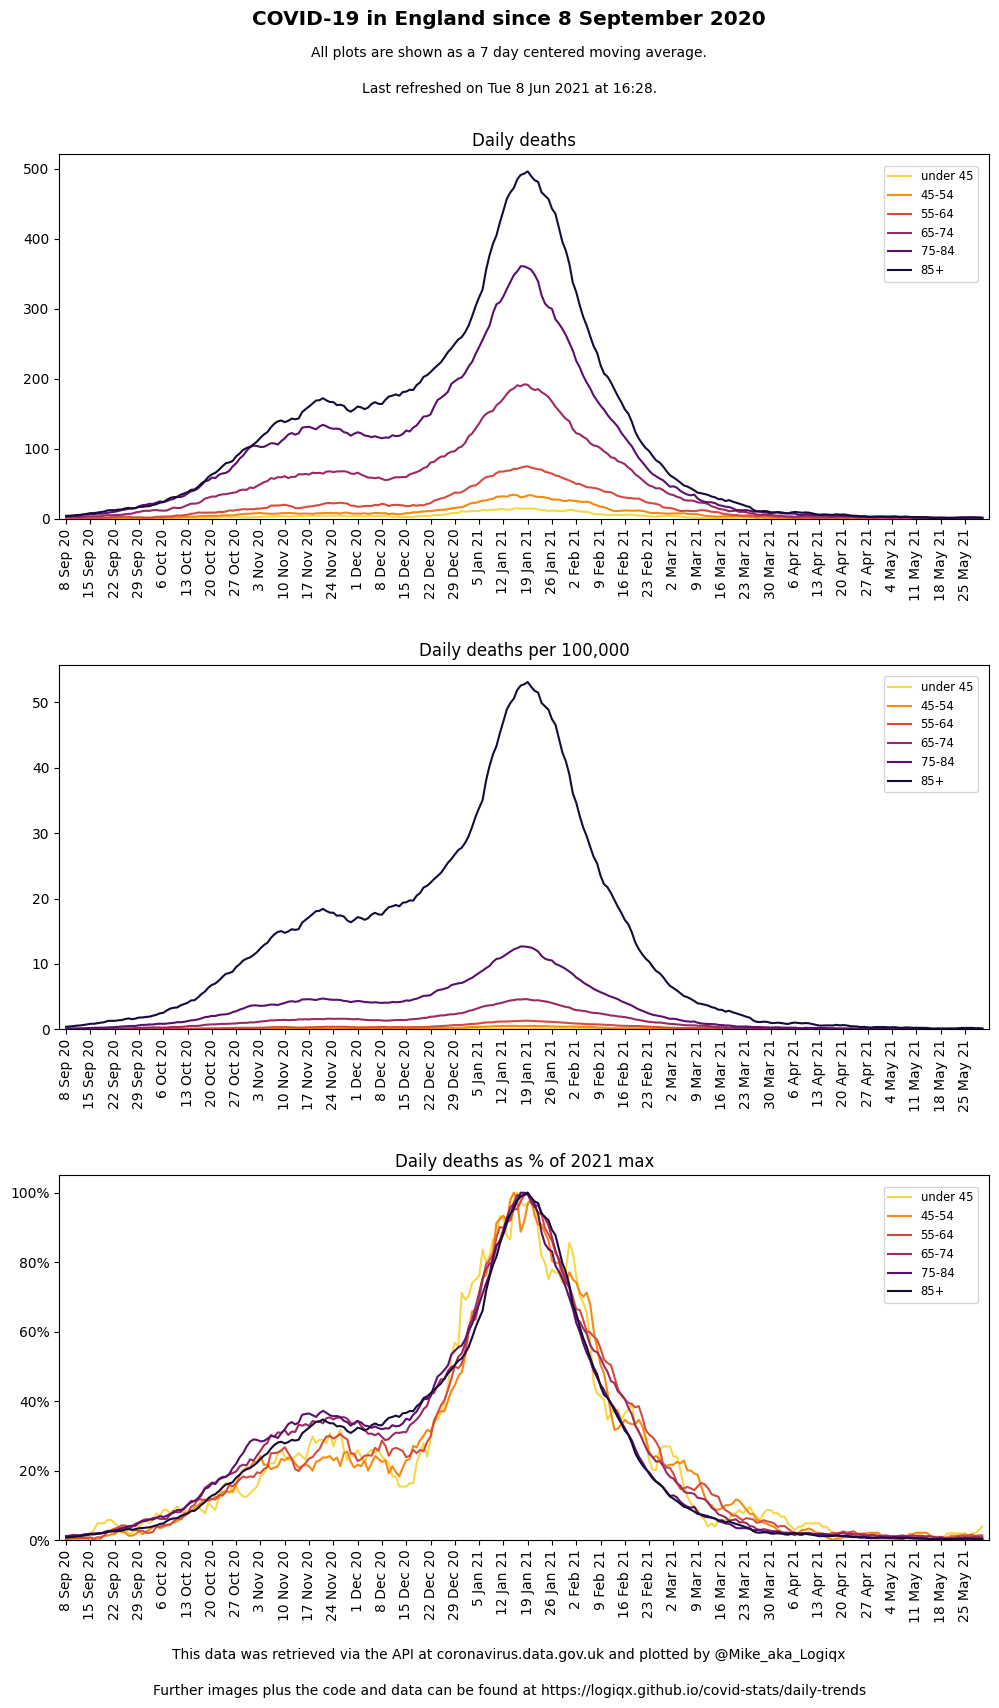 COVID-19 in England since 8 September 2020
All plots are shown as a 7 day centered moving average.
Last refreshed on Tue 8 Jun 2021 at 16:28.
Daily deaths
500
400
300
200
100
0
under 45
45-54
55-64
65-74
75-84
85+
8 Sep 20
15 Sep 20
22 Sep 20
29 Sep 20
6 Oct 20
13 Oct 20
20 Oct 20
27 Oct 20
3 Nov 20
10 Nov 20
17 Nov 20
24 Nov 20
1 Dec 20
8 Dec 20
15 Dec 20
22 Dec 20
29 Dec 20
5 Jan 21
12 Jan 21
19 Jan 21
26 Jan 21
2 Feb 21
9 Feb 21
16 Feb 21
23 Feb 21
2 Mar 21
9 Mar 21
16 Mar 21
23 Mar 21
30 Mar 21
6 Apr 21
13 Apr 21
20 Apr 21
27 Apr 21
4 May 21
11 May 21
18 May 21
25 May 21
Daily deaths per 100,000
50
40
30
20
10
0
under 45
45-54
55-64
65-74
75-84
85+
8 Sep 20
15 Sep 20
22 Sep 20
29 Sep 20
6 Oct 20
13 Oct 20
20 Oct 20
27 Oct 20
3 Nov 20
10 Nov 20
17 Nov 20
24 Nov 20
1 Dec 20
8 Dec 20
15 Dec 20
22 Dec 20
29 Dec 20
5 Jan 21
12 Jan 21
19 Jan 21
26 Jan 21
2 Feb 21
9 Feb 21
16 Feb 21
23 Feb 21
2 Mar 21
9 Mar 21
16 Mar 21
23 Mar 21
30 Mar 21
6 Apr 21
13 Apr 21
20 Apr 21
27 Apr 21
4 May 21
11 May 21
18 May 21
25 May 21
Daily deaths as % of 2021 max
100%
80%
60%
40%
20%
0%
under 45
45-54
55-64
65-74
75-84
85+
8 Sep 20
15 Sep 20
22 Sep 20
29 Sep 20
6 Oct 20
13 Oct 20
20 Oct 20
27 Oct 20
3 Nov 20
10 Nov 20
17 Nov 20
24 Nov 20
1 Dec 20
8 Dec 20
15 Dec 20
22 Dec 20
29 Dec 20
5 Jan 21
12 Jan 21
19 Jan 21
26 Jan 21
2 Feb 21
9 Feb 21
16 Feb 21
23 Feb 21
2 Mar 21
9 Mar 21
16 Mar 21
23 Mar 21
30 Mar 21
6 Apr 21
13 Apr 21
20 Apr 21
27 Apr 21
4 May 21
11 May 21
18 May 21
25 May 21
This data was retrieved via the API at coronavirus.data.gov.uk and plotted by @Mike_aka_Logiqx
Further images plus the code and data can be found at https://logiqx.github.io/covid-stats/daily-trends